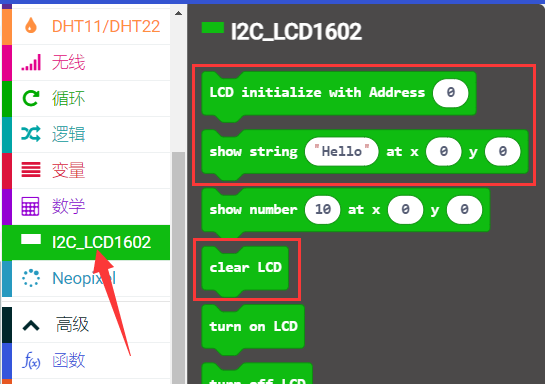 DHT11/DHT22
无线
循环
逻辑
变量
数学
I2C_LCD1602
Neopixel
高级
f(x) 函数
I2C_LCD1602
LCD initialize with Address 0
show string "Hello" at x 0 y 0
show number 10 at x 0 y 0
clear LCD
turn on LCD
turn off LCD